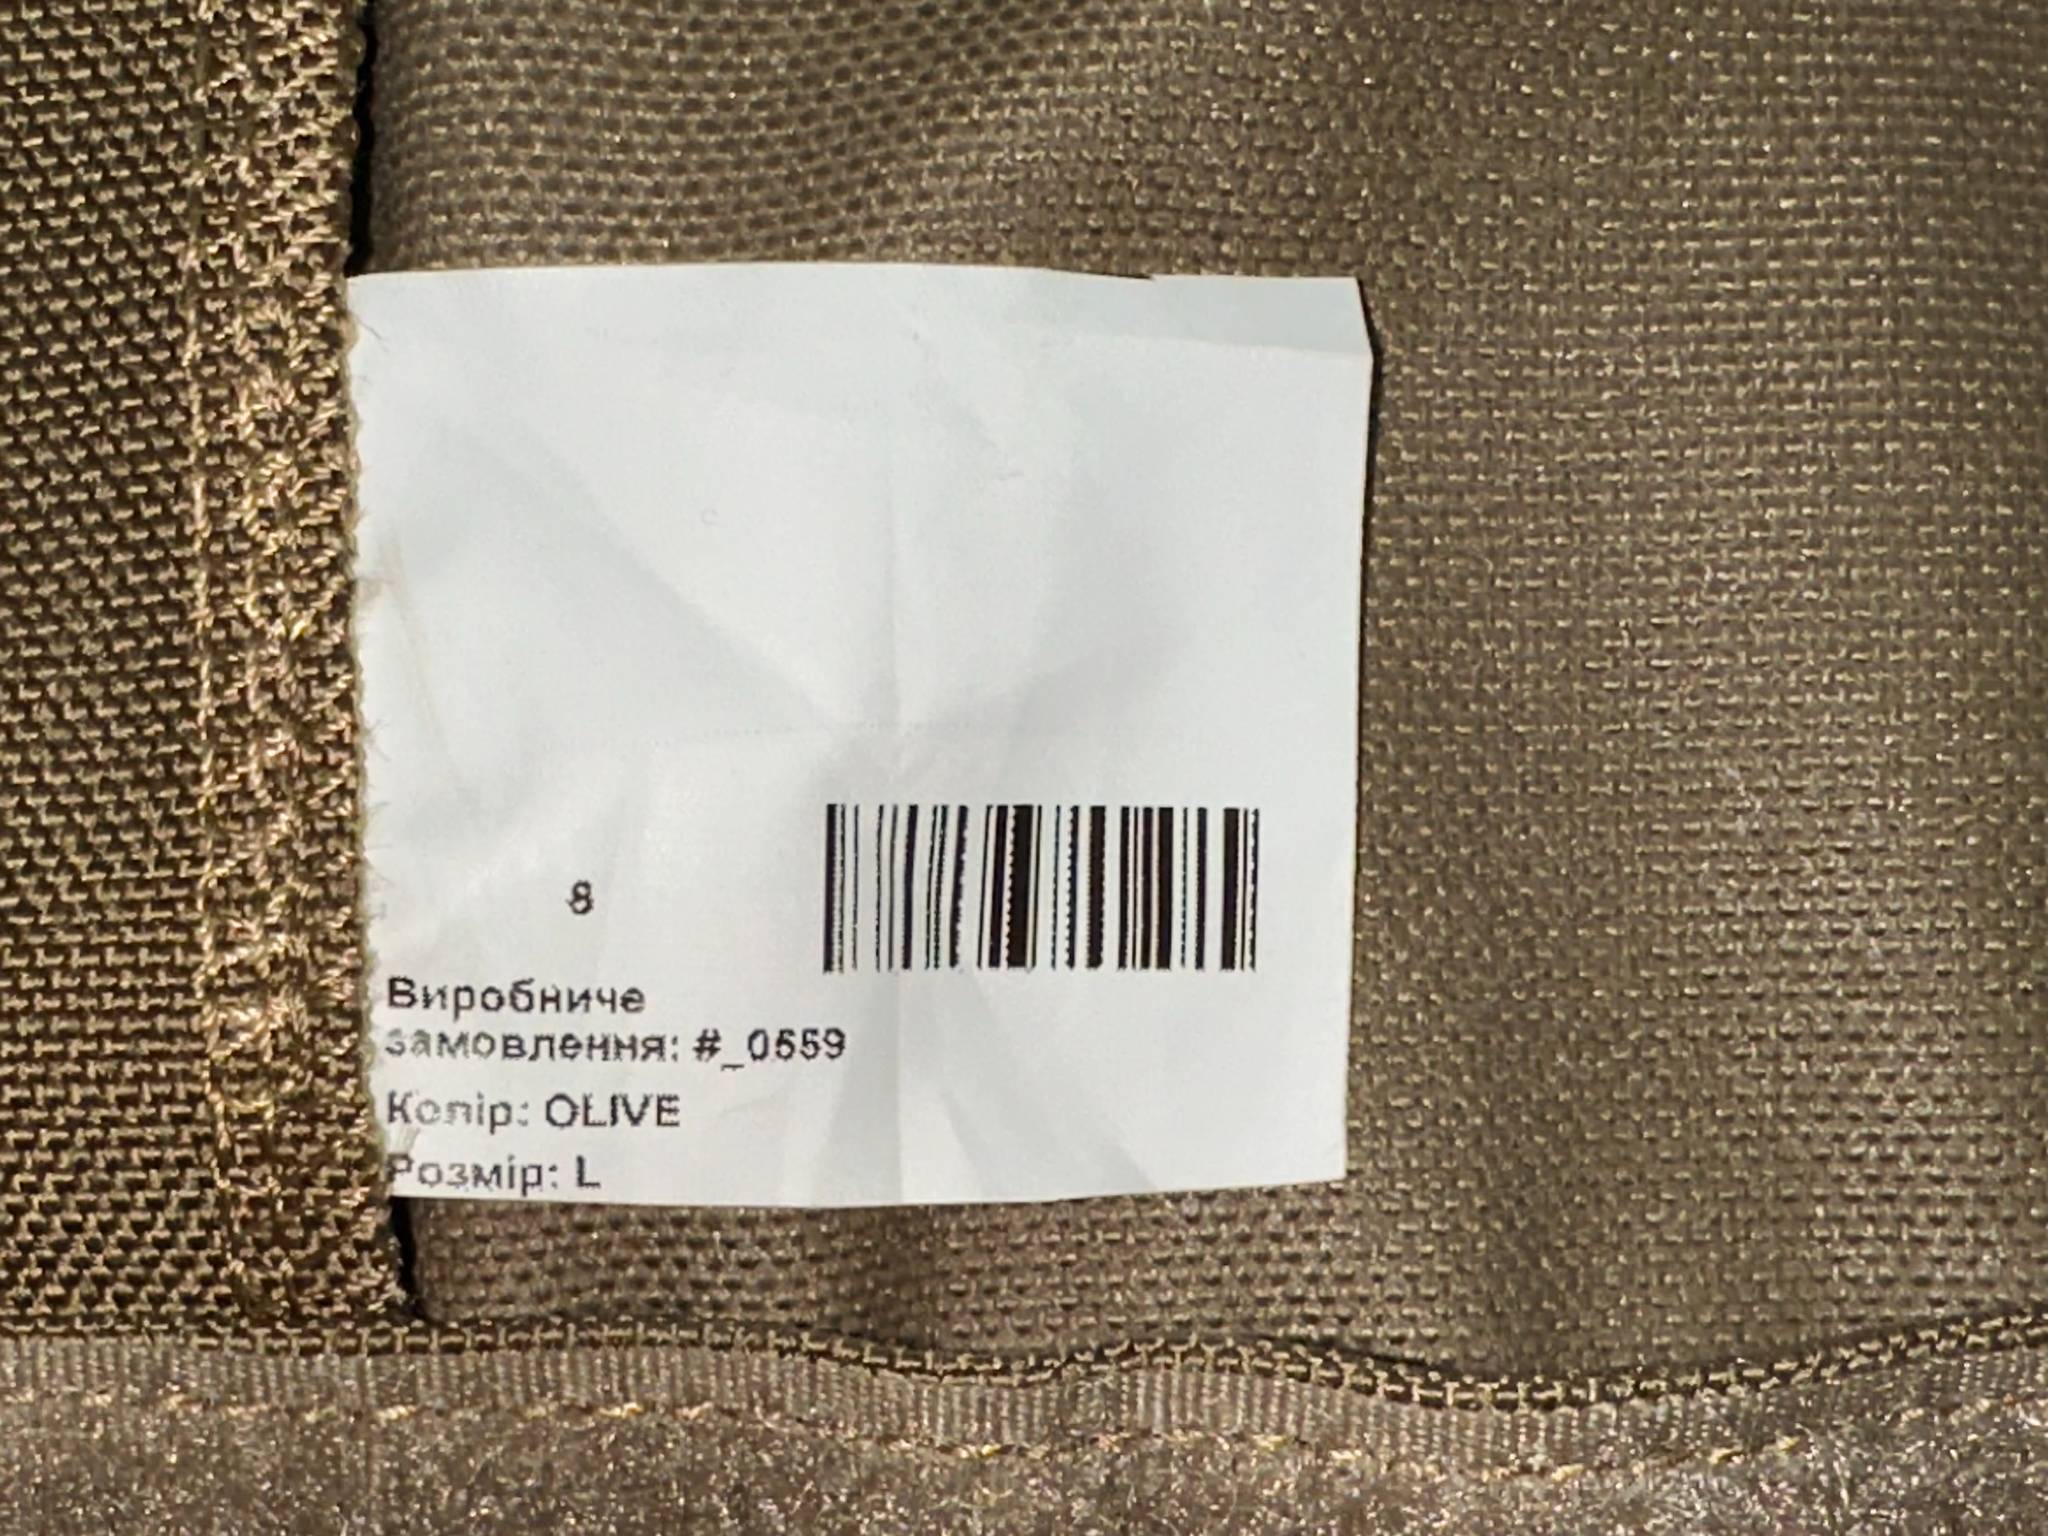 8
Виробниче
замовлення: #_0559
Колір: OLIVE
Розмір: L